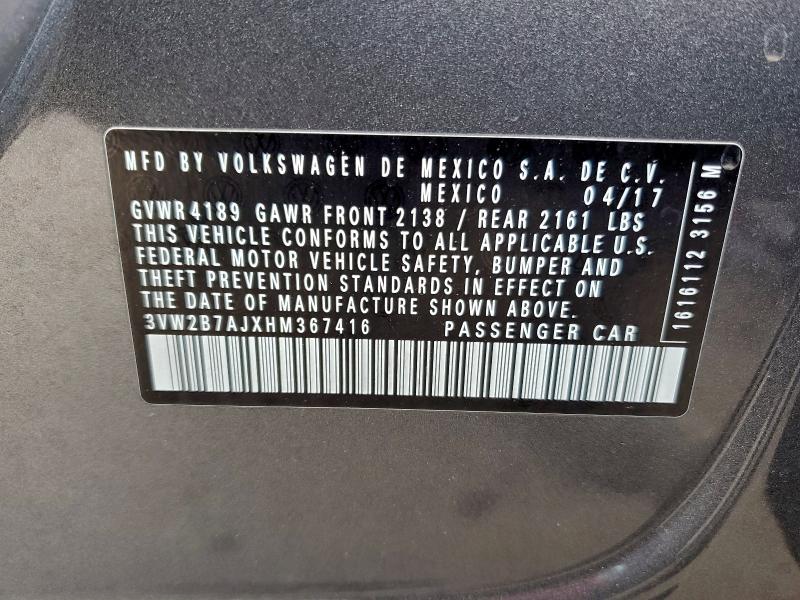 MFD BY VOLKSWAGEN DE MEXICO S.A. DE C.V.
MEXICO 04/17
GVWR 4189 GAWR FRONT 2138 / REAR 2161 LBS
THIS VEHICLE CONFORMS TO ALL APPLICABLE U.S.
FEDERAL MOTOR VEHICLE SAFETY, BUMPER AND
THEFT PREVENTION STANDARDS IN EFFECT ON
THE DATE OF MANUFACTURE SHOWN ABOVE.
3VW2B7AJXHM367416 PASSENGER CAR
1616112 3156 M